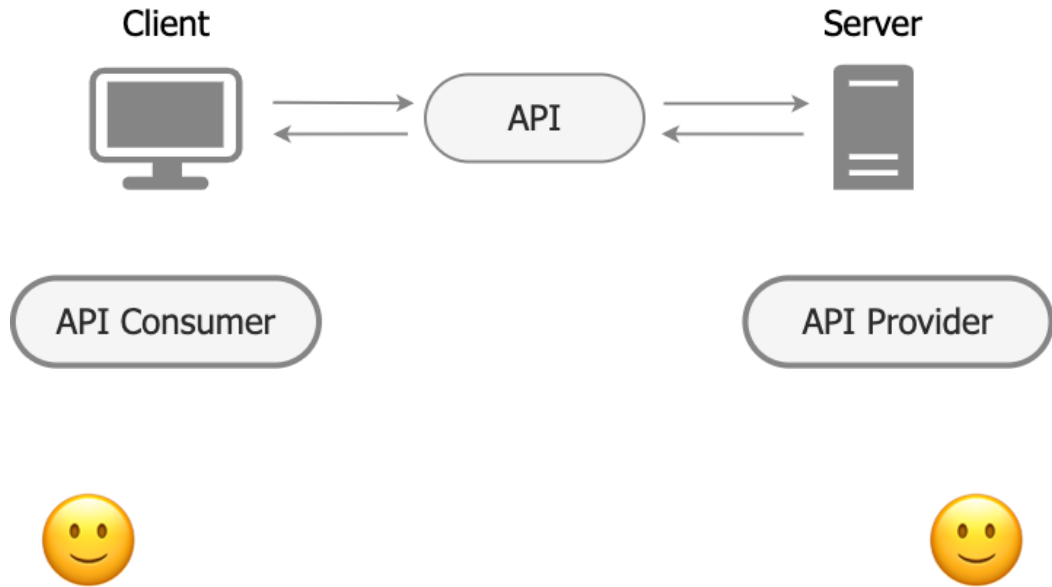 Client
Server
API
API Consumer
API Provider